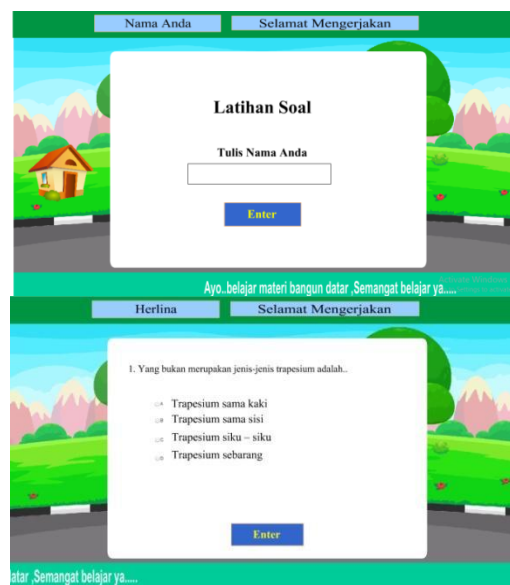 Nama Anda
Selamat Mengerjakan
Latihan Soal
Tulis Nama Anda
Enter
Ayo..belajar materi bangun datar ,Semangat belajar ya.....
Herlina
Selamat Mengerjakan
1. Yang bukan merupakan jenis-jenis trapesium adalah..
A Trapesium sama kaki
B Trapesium sama sisi
C Trapesium siku – siku
D Trapesium sebarang
Enter
atar ,Semangat belajar ya.....